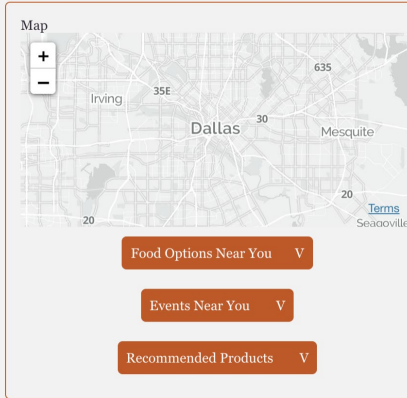 Map
+
−
635
35E
Irving
30
Dallas
Mesquite
20
Terms
20
Seagoville
Food Options Near You V
Events Near You V
Recommended Products V